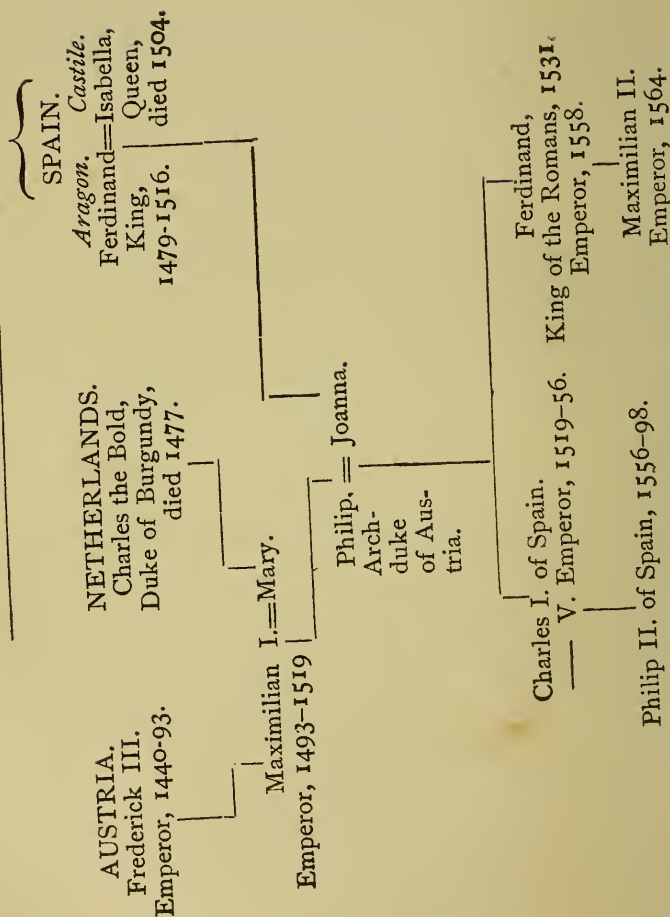 AUSTRIA.
Frederick III.
Emperor, 1440-93.
NETHERLANDS.
Charles the Bold,
Duke of Burgundy,
died 1477.
SPAIN.
Aragon. Castile.
Ferdinand=Isabella,
King, Queen,
1479-1516. died 1504.
Maximilian I.=Mary.
Emperor, 1493–1519
Philip. = Joanna.
Arch-
duke
of Aus-
tria.
Charles I. of Spain.
— V. Emperor, 1519–56.
Ferdinand,
King of the Romans, 1531.
Emperor, 1558.
Philip II. of Spain, 1556–98.
Maximilian II.
Emperor, 1564.